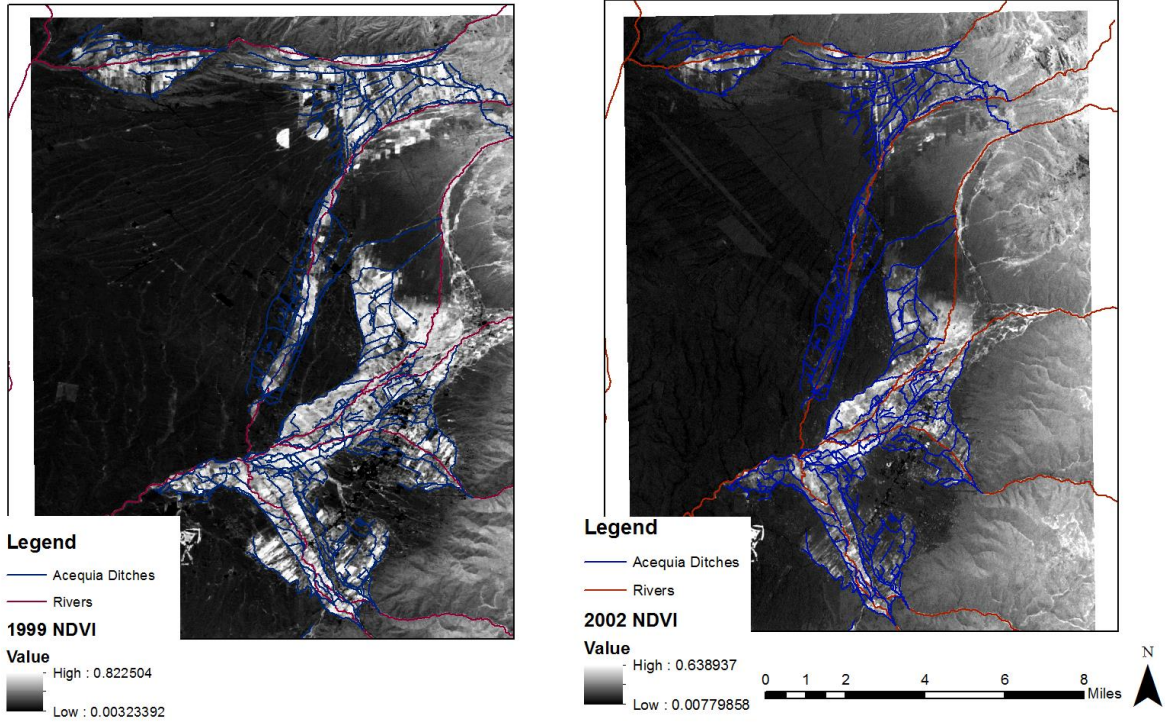 Legend
Acequia Ditches
Rivers
1999 NDVI
Value
High : 0.822504
Low : 0.00323392
Legend
Acequia Ditches
Rivers
2002 NDVI
Value
High : 0.638937
Low : 0.00779858
0 1 2 4 6 8
Miles
N